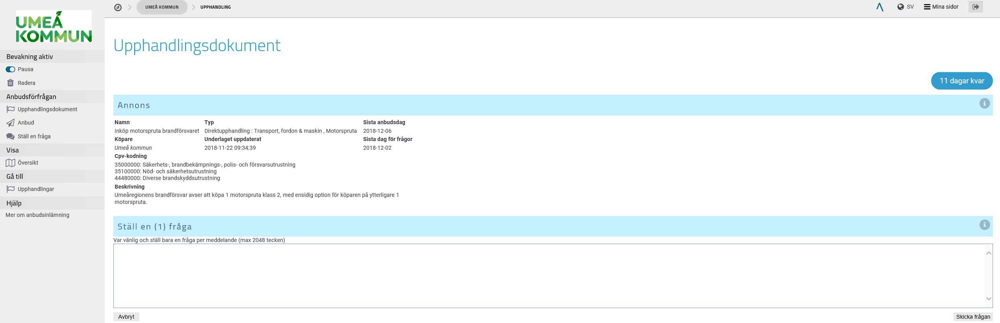 UMEÅ KOMMUN
UPPHANDLING
SV
Mina sidor
UMEÅ
KOMMUN
Bevakning aktiv
Pausa
Radera
Anbudsförfrågan
Upphandlingsdokument
Anbud
Ställ en fråga
Visa
Översikt
Gå till
Upphandlingar
Hjälp
Mer om anbudsinlämning
Upphandlingsdokument
11 dagar kvar
Annons
Namn Typ Sista anbudsdag
Inköp motorspruta brandförsvaret Direktupphandling : Transport, fordon & maskin , Motorspruta 2018-12-06
Köpare Underlaget uppdaterat Sista dag för frågor
Umeå kommun 2018-11-22 09:34:39 2018-12-02
Cpv-kodning
35000000: Säkerhets-, brandbekämpnings-, polis- och försvarsutrustning
35100000: Nöd- och säkerhetsutrustning
44480000: Diverse brandskyddsutrustning
Beskrivning
Umeåregionens brandförsvar avser att köpa 1 motorspruta klass 2, med ensidig option för köparen på ytterligare 1
motorspruta.
Ställ en (1) fråga
Var vänlig och ställ bara en fråga per meddelande (max 2048 tecken)
Avbryt
Skicka frågan